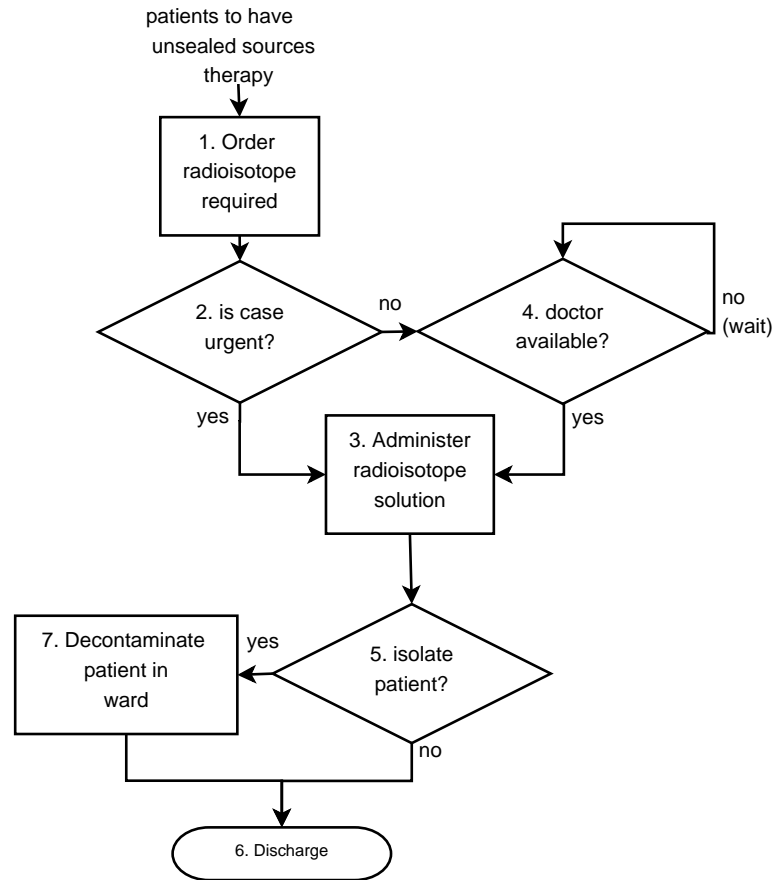 patients to have
unsealed sources
therapy
1. Order
radioisotope
required
2. is case
urgent?
no
4. doctor
available?
no
(wait)
yes
yes
3. Administer
radioisotope
solution
5. isolate
patient?
yes
7. Decontaminate
patient in
ward
no
6. Discharge